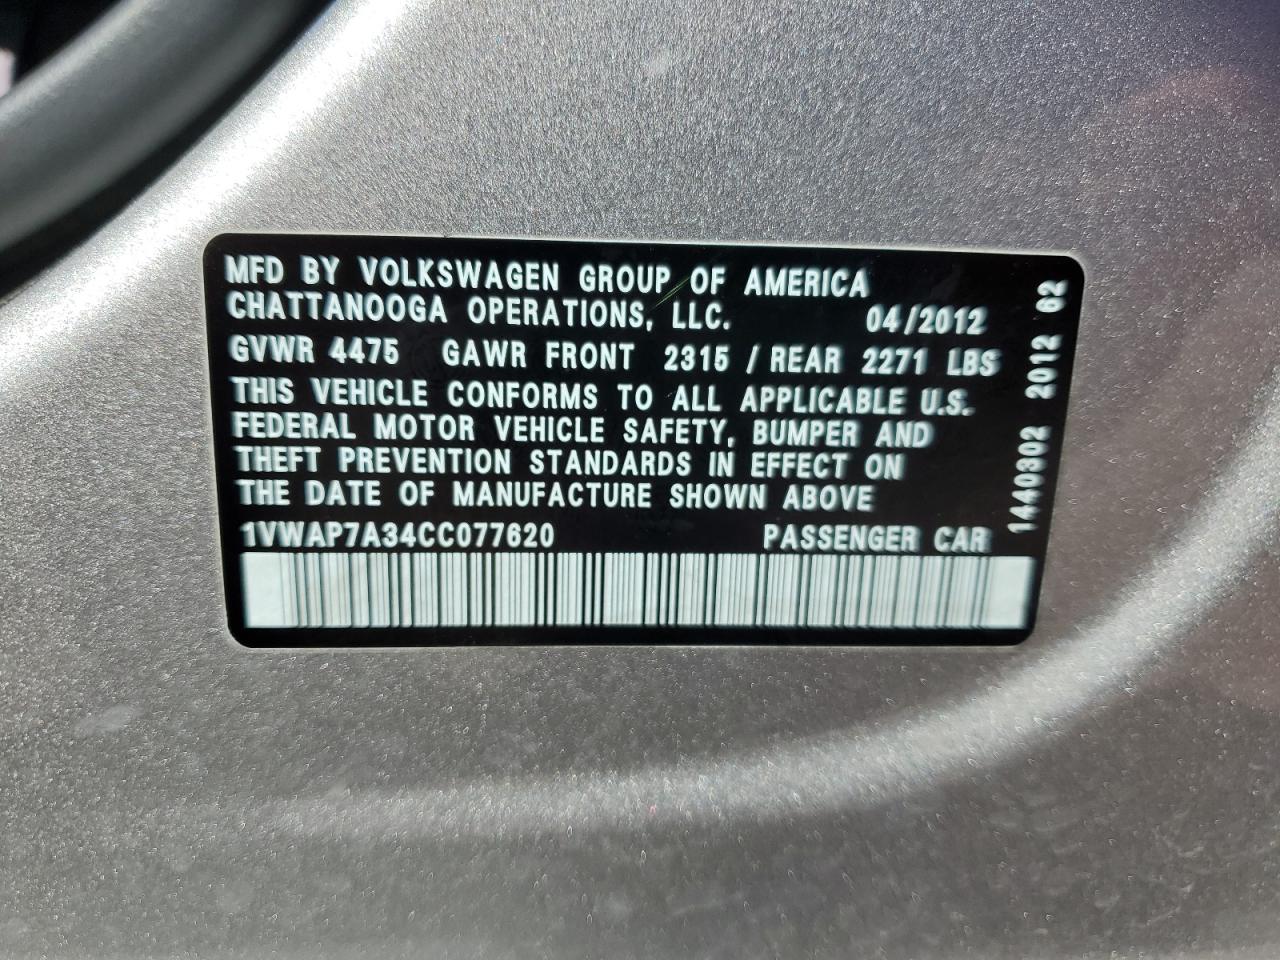 MFD BY VOLKSWAGEN GROUP OF AMERICA
CHATTANOOGA OPERATIONS, LLC. 04/2012
GVWR 4475 GAWR FRONT 2315 / REAR 2271 LBS
THIS VEHICLE CONFORMS TO ALL APPLICABLE U.S.
FEDERAL MOTOR VEHICLE SAFETY, BUMPER AND
THEFT PREVENTION STANDARDS IN EFFECT ON
THE DATE OF MANUFACTURE SHOWN ABOVE
1VWAP7A34CC077620 PASSENGER CAR
1440302 2012 02